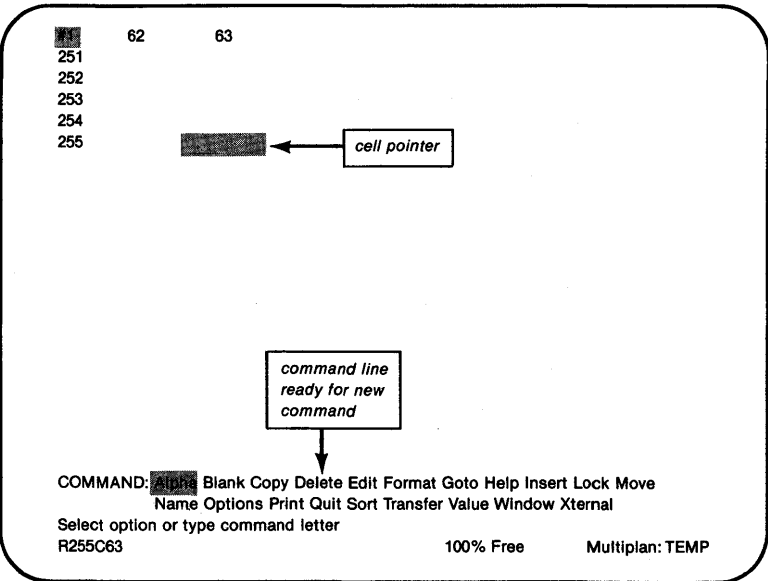 #1 62 63
251
252
253
254
255
cell pointer
command line
ready for new
command
COMMAND: Alpha Blank Copy Delete Edit Format Goto Help Insert Lock Move
Name Options Print Quit Sort Transfer Value Window Xternal
Select option or type command letter
R255C63 100% Free Multiplan: TEMP